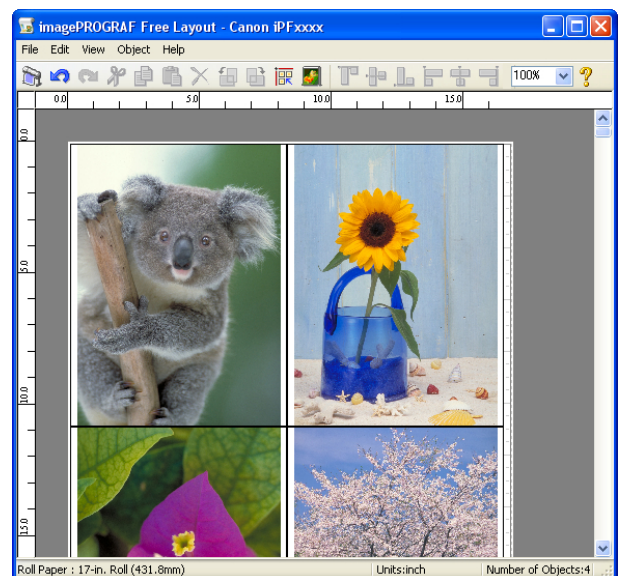 imagePROGRAF Free Layout - Canon iPFxxxx
File Edit View Object Help
100%
0.0 5.0 10.0 15.0
0.0
5.0
10.0
15.0
Roll Paper : 17-in. Roll (431.8mm) Units:inch Number of Objects:4